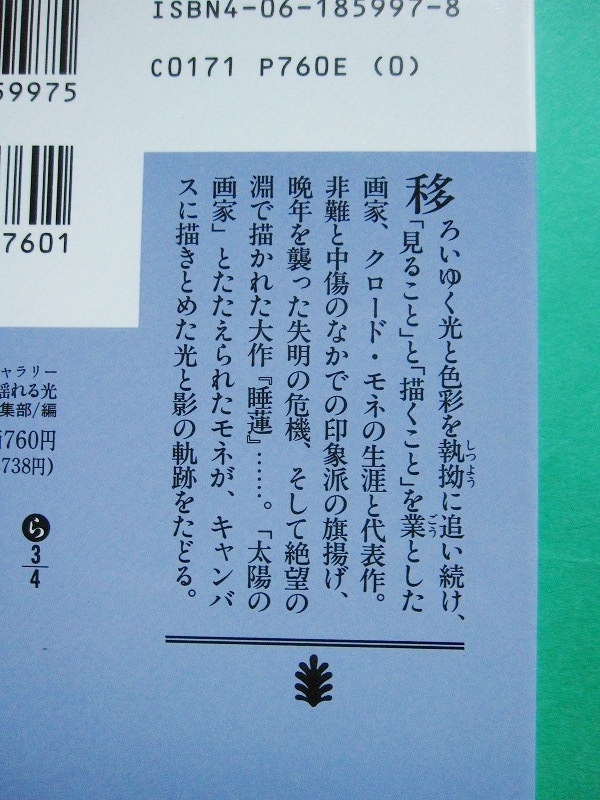 ISBN4-06-185997-8
C0171 P760E (0)
59975
7601
移ろいゆく光と色彩を執拗に追い続け、
しつよう
「見ること」と「描くこと」を業とした
ごう
画家、クロード・モネの生涯と代表作。
非難と中傷のなかでの印象派の旗揚げ、
晩年を襲った失明の危機、そして絶望の
淵で描かれた大作『睡蓮』……。「太陽の
画家」とたたえられたモネが、キャンバ
スに描きとめた光と影の軌跡をたどる。
ャラリー
揺れる光
集部/編
760円
738円)
ら
3
4